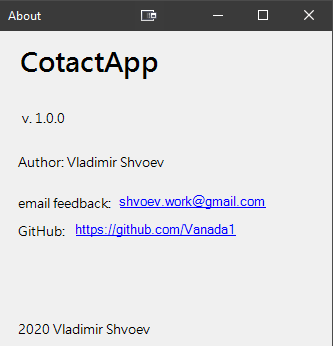 About
CotactApp
v. 1.0.0
Author: Vladimir Shvoev
email feedback: shvoev.work@gmail.com
GitHub: https://github.com/Vanada1
2020 Vladimir Shvoev